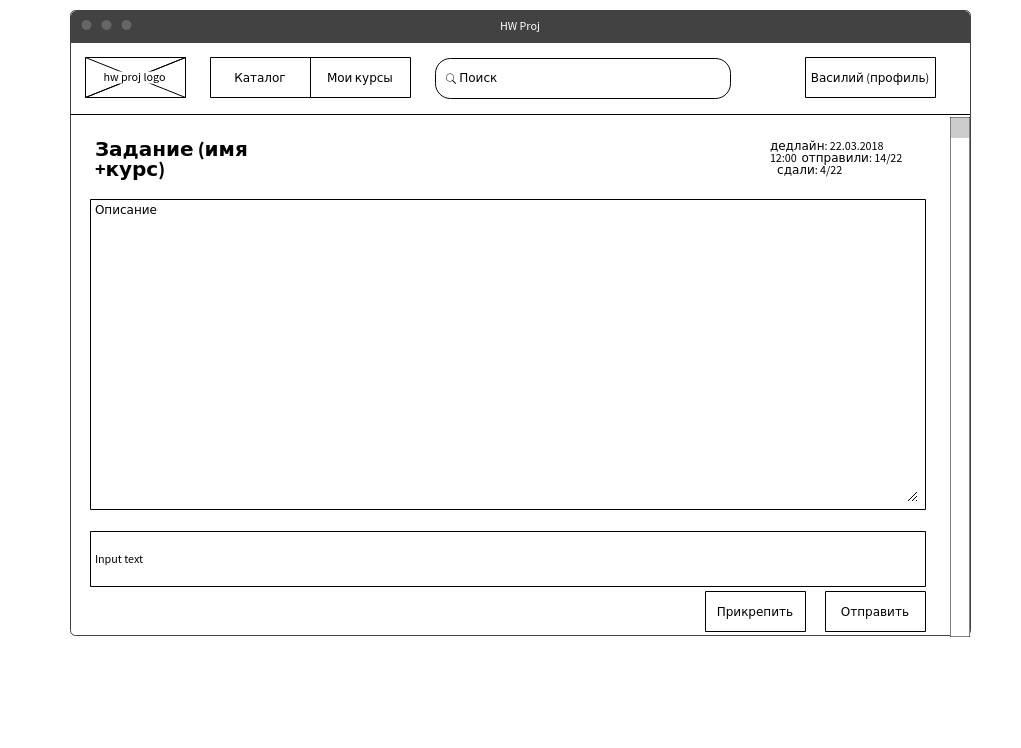 HW Proj
hw proj logo
Каталог
Мои курсы
Поиск
Василий (профиль)
Задание (имя
+курс)
дедлайн: 22.03.2018
12:00 отправили: 14/22
сдали: 4/22
Описание
Input text
Прикрепить
Отправить